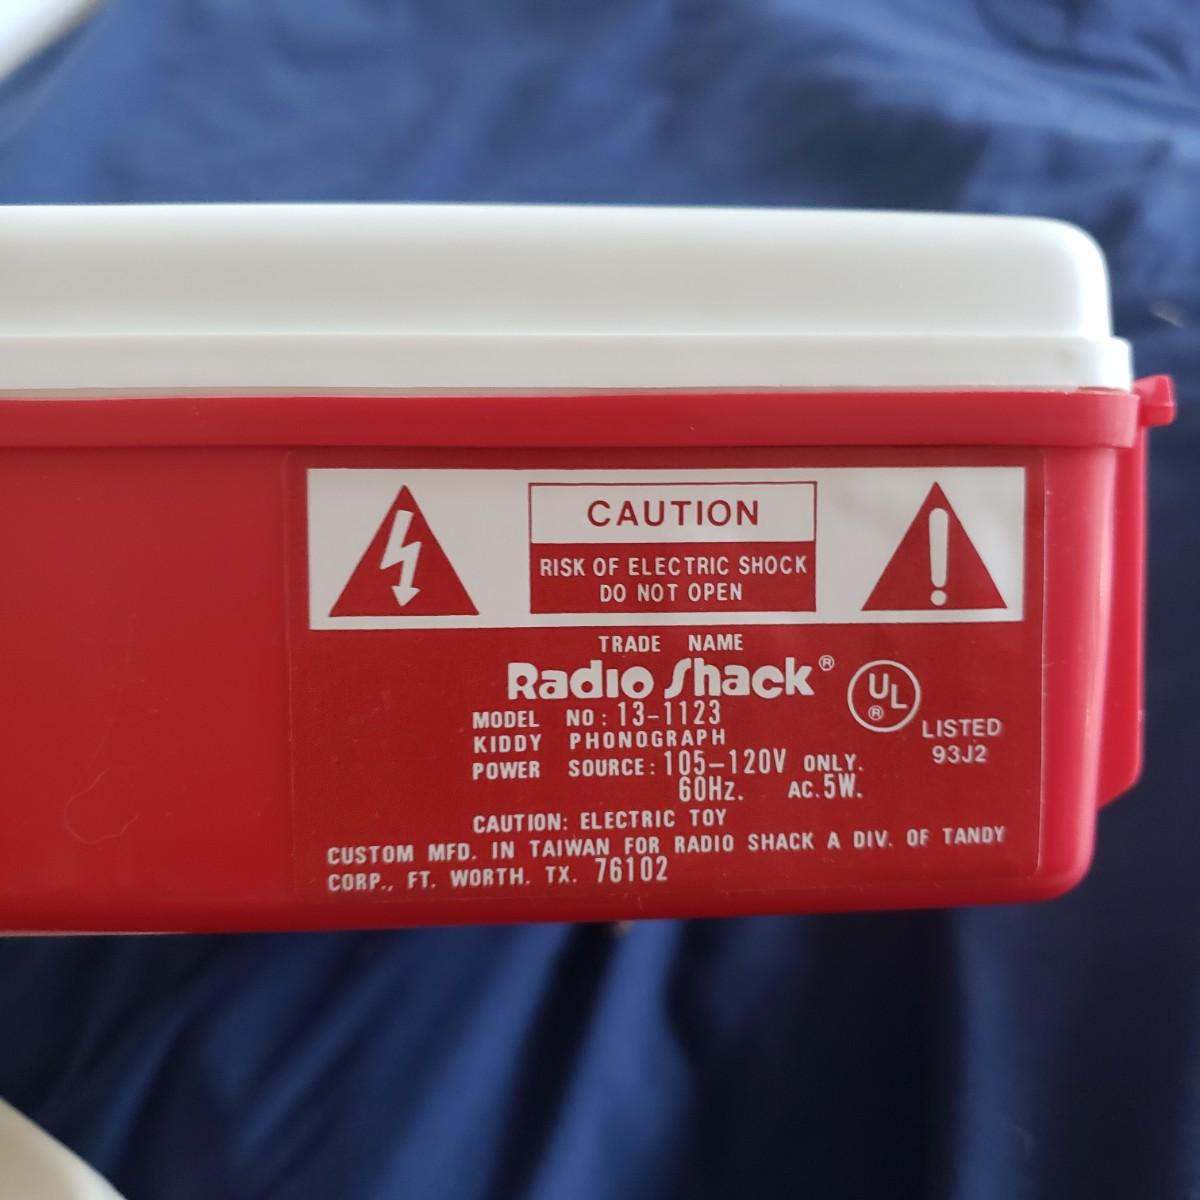 CAUTION
RISK OF ELECTRIC SHOCK
DO NOT OPEN
TRADE NAME
Radio Shack®
UL®
LISTED
93J2
MODEL NO: 13-1123
KIDDY PHONOGRAPH
POWER SOURCE: 105-120V ONLY.
60Hz. AC. 5W.
CAUTION: ELECTRIC TOY
CUSTOM MFD. IN TAIWAN FOR RADIO SHACK A DIV. OF TANDY
CORP., FT. WORTH. TX. 76102